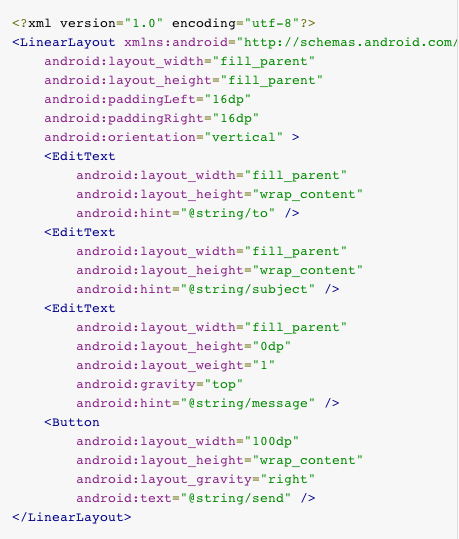 <?xml version="1.0" encoding="utf-8"?>
<LinearLayout xmlns:android="http://schemas.android.com/
    android:layout_width="fill_parent"
    android:layout_height="fill_parent"
    android:paddingLeft="16dp"
    android:paddingRight="16dp"
    android:orientation="vertical" >
    <EditText
        android:layout_width="fill_parent"
        android:layout_height="wrap_content"
        android:hint="@string/to" />
    <EditText
        android:layout_width="fill_parent"
        android:layout_height="wrap_content"
        android:hint="@string/subject" />
    <EditText
        android:layout_width="fill_parent"
        android:layout_height="0dp"
        android:layout_weight="1"
        android:gravity="top"
        android:hint="@string/message" />
    <Button
        android:layout_width="100dp"
        android:layout_height="wrap_content"
        android:layout_gravity="right"
        android:text="@string/send" />
</LinearLayout>